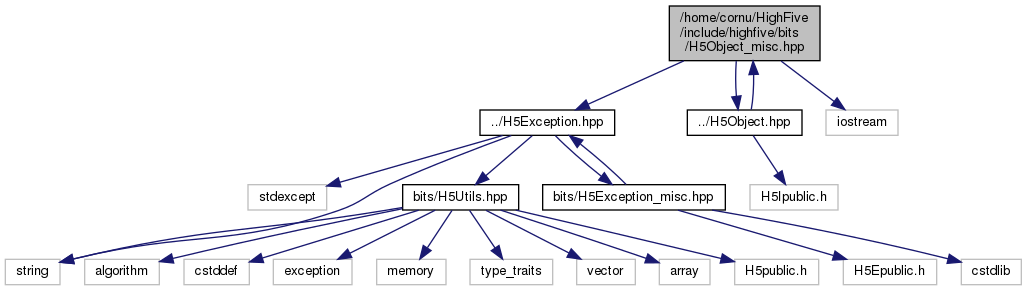 /home/cornu/HighFive
/include/highfive/bits
/H5Object_misc.hpp
../H5Exception.hpp
../H5Object.hpp
iostream
stdexcept
bits/H5Utils.hpp
bits/H5Exception_misc.hpp
H5Ipublic.h
string
algorithm
cstddef
exception
memory
type_traits
vector
array
H5public.h
H5Epublic.h
cstdlib